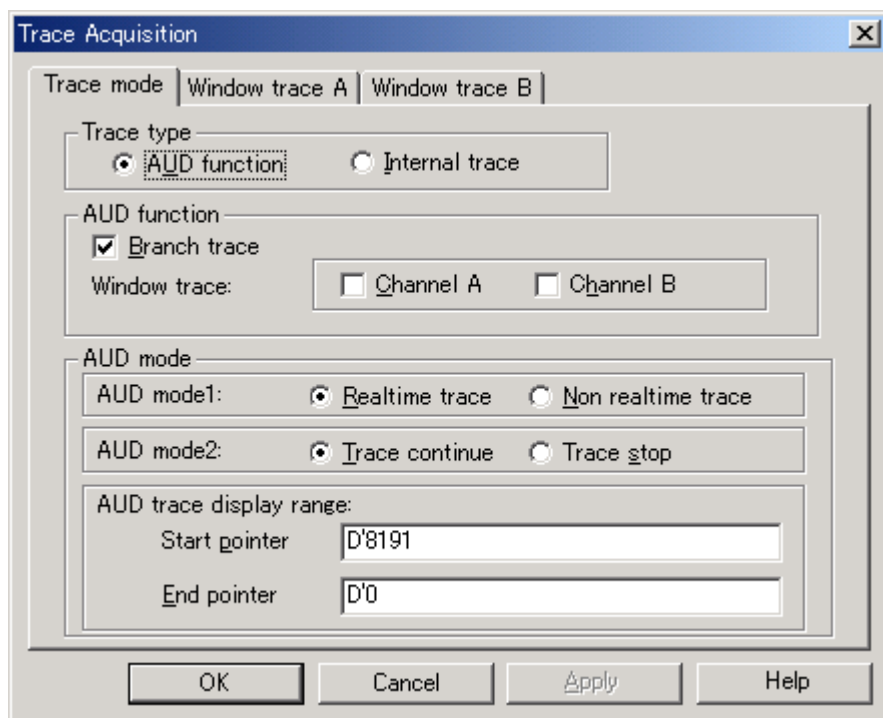 Trace Acquisition
Trace mode Window trace A Window trace B
Trace type
AUD function Internal trace
AUD function
Branch trace
Window trace: Channel A Channel B
AUD mode
AUD mode1: Realtime trace Non realtime trace
AUD mode2: Trace continue Trace stop
AUD trace display range:
Start pointer D'8191
End pointer D'0
OK Cancel Apply Help